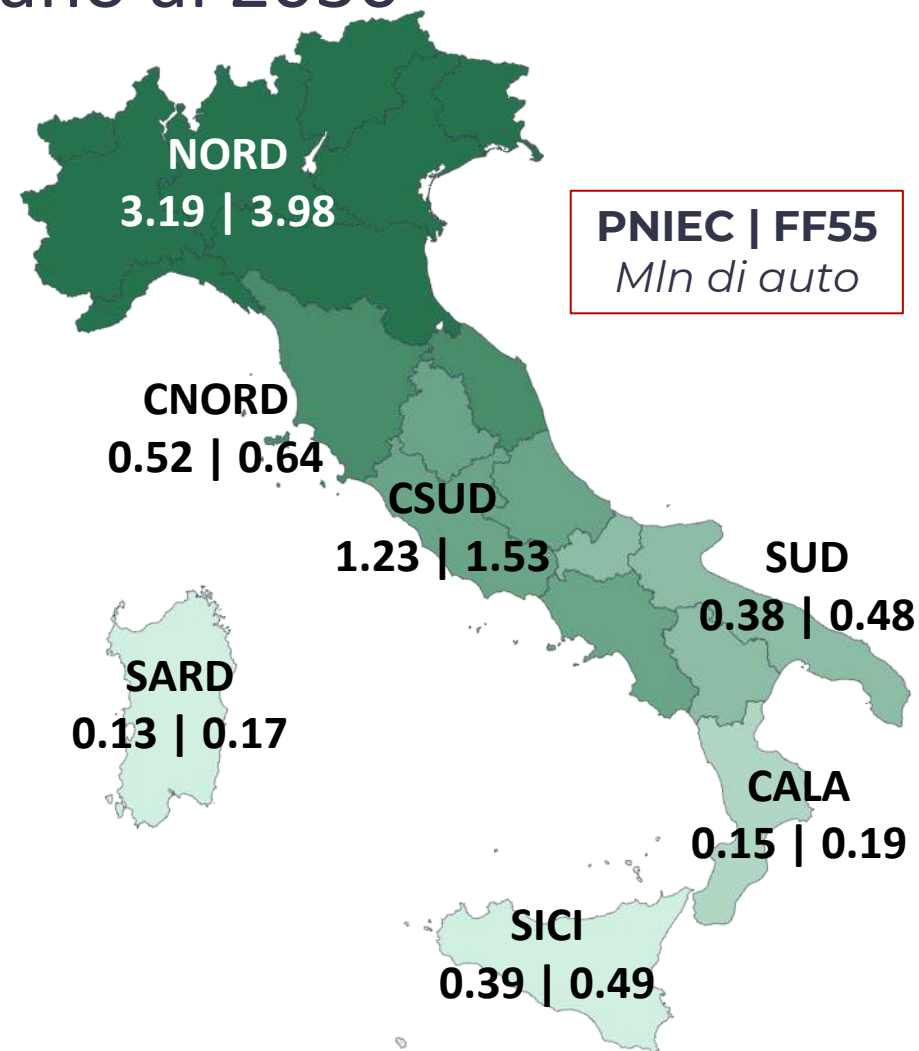 al 2030
NORD
3.19 | 3.98
PNIEC | FF55
Mln di auto
CNORD
0.52 | 0.64
CSUD
1.23 | 1.53
SUD
0.38 | 0.48
SARD
0.13 | 0.17
CALA
0.15 | 0.19
SICI
0.39 | 0.49